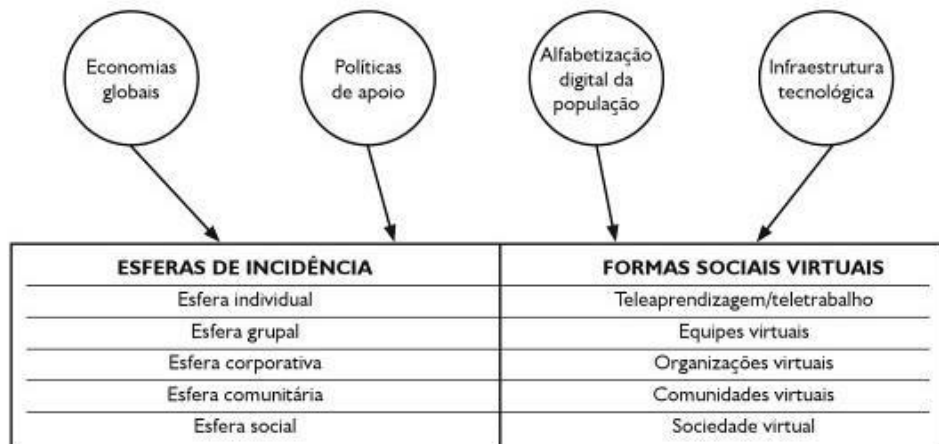 Economias
globais
Políticas
de apoio
Alfabetização
digital da
população
Infraestrutura
tecnológica
ESFERAS DE INCIDÊNCIA FORMAS SOCIAIS VIRTUAIS
Esfera individual Teleaprendizagem/teletrabalho
Esfera grupal Equipes virtuais
Esfera corporativa Organizações virtuais
Esfera comunitária Comunidades virtuais
Esfera social Sociedade virtual